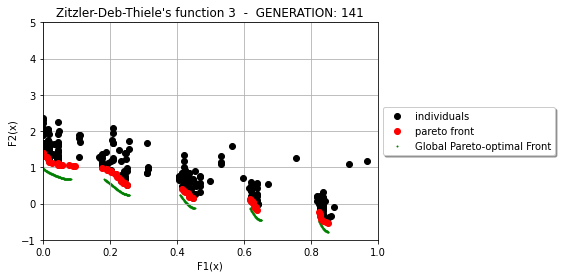 Zitzler-Deb-Thiele's function 3 - GENERATION: 141
5
4
3
2
1
0
−1
F2(x)
0.0 0.2 0.4 0.6 0.8 1.0
F1(x)
individuals
pareto front
Global Pareto-optimal Front